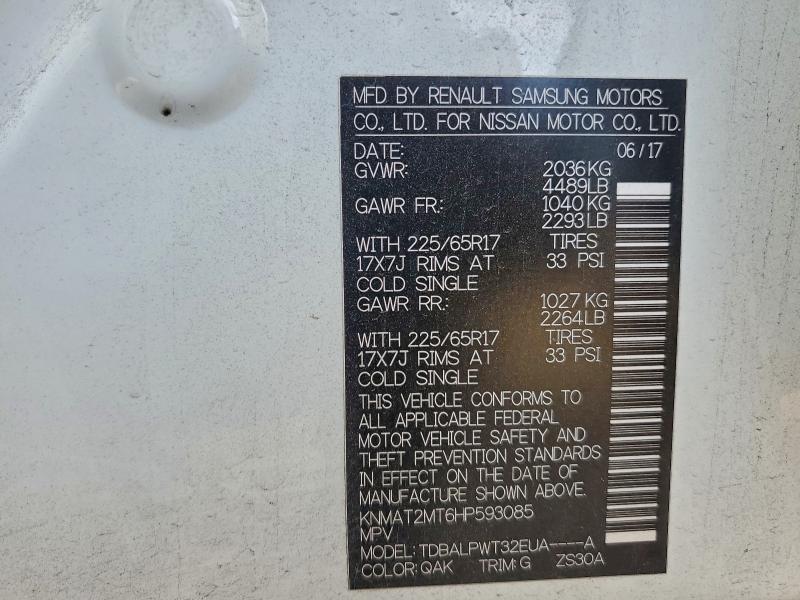 MFD BY RENAULT SAMSUNG MOTORS
CO., LTD. FOR NISSAN MOTOR CO., LTD.
DATE: 06/17
GVWR: 2036KG
4489LB
GAWR FR.: 1040KG
2293LB
WITH 225/65R17 TIRES
17X7J RIMS AT 33 PSI
COLD SINGLE
GAWR RR.: 1027KG
2264LB
WITH 225/65R17 TIRES
17X7J RIMS AT 33 PSI
COLD SINGLE
THIS VEHICLE CONFORMS TO
ALL APPLICABLE FEDERAL
MOTOR VEHICLE SAFETY AND
THEFT PREVENTION STANDARDS
IN EFFECT ON THE DATE OF
MANUFACTURE SHOWN ABOVE.
KNMAT2MT6HP593085
MPV
MODEL: TDBALPWT32EUA----A
COLOR: QAK TRIM: G ZS30A